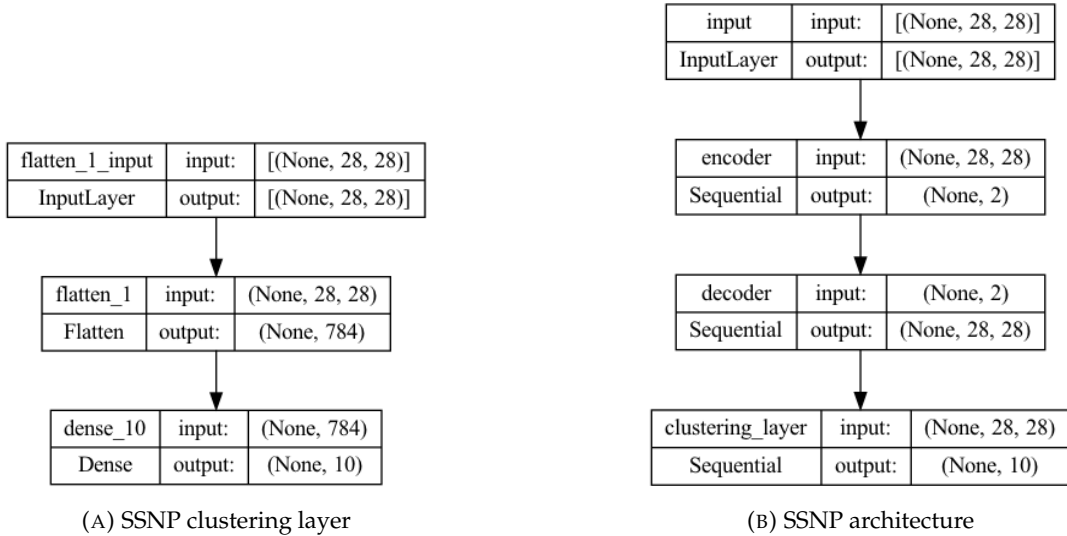 flatten_1_input input: [(None, 28, 28)]
InputLayer output: [(None, 28, 28)]
flatten_1 input: (None, 28, 28)
Flatten output: (None, 784)
dense_10 input: (None, 784)
Dense output: (None, 10)
(A) SSNP clustering layer
input input: [(None, 28, 28)]
InputLayer output: [(None, 28, 28)]
encoder input: (None, 28, 28)
Sequential output: (None, 2)
decoder input: (None, 2)
Sequential output: (None, 28, 28)
clustering_layer input: (None, 28, 28)
Sequential output: (None, 10)
(B) SSNP architecture